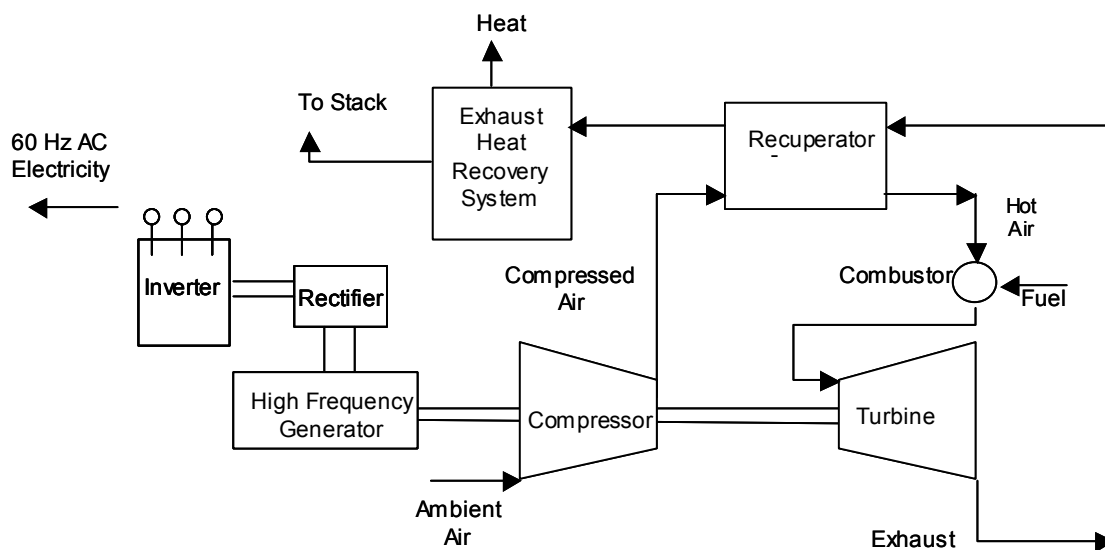 Heat
To Stack
Exhaust
Heat
Recovery
System
Recuperator
60 Hz AC
Electricity
Hot
Air
Inverter
Rectifier
Compressed
Air
Combustor
Fuel
High Frequency
Generator
Compressor
Turbine
Ambient
Air
Exhaust